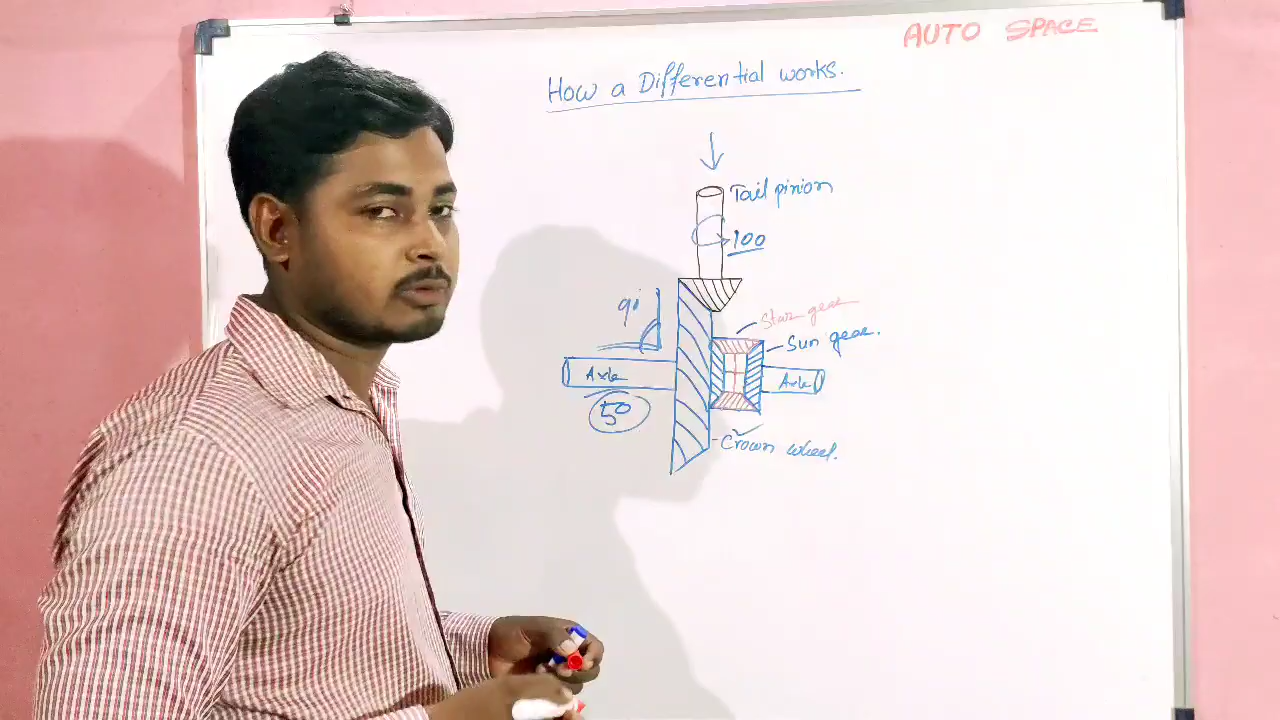 AUTO SPACE
How a Differential works.
Tail pinion
100
90
Star gear
Sun gear.
Axle
Axle
50
Crown wheel.